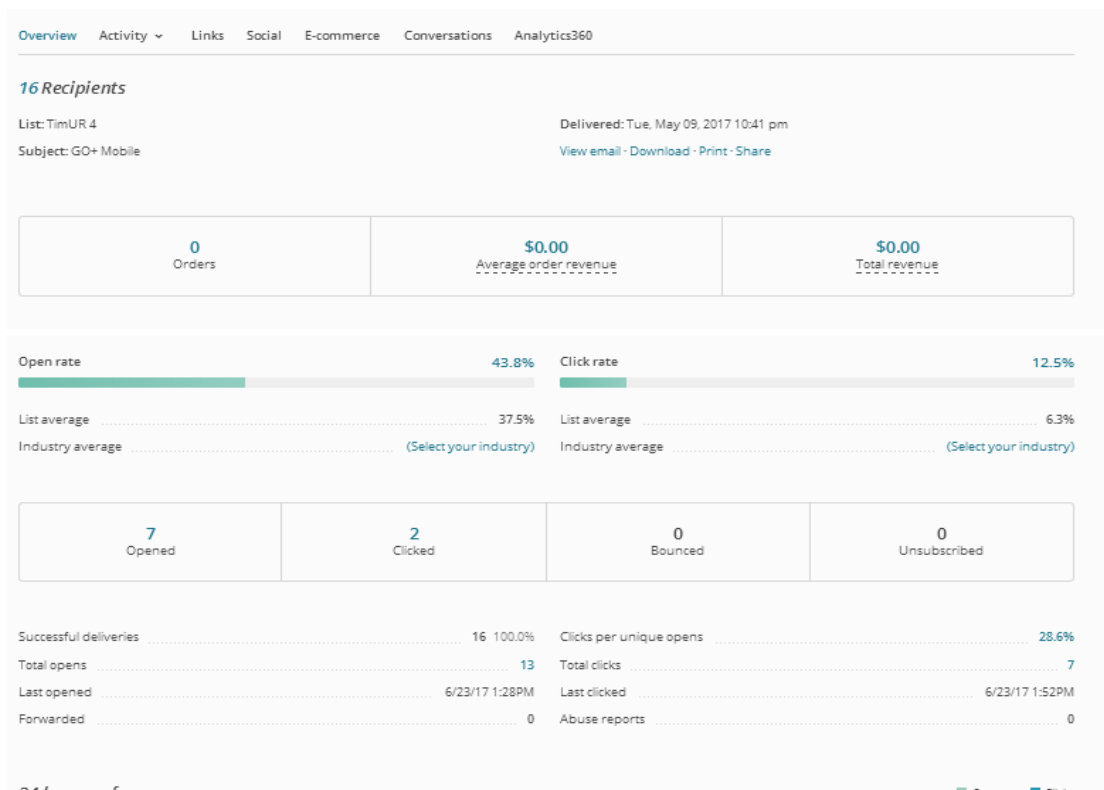 Overview Activity Links Social E-commerce Conversations Analytics360
16 Recipients
List: TimUR 4
Delivered: Tue, May 09, 2017 10:41 pm
Subject: GO+ Mobile
View email · Download · Print · Share
0
Orders
$0.00
Average order revenue
$0.00
Total revenue
Open rate 43.8%
Click rate 12.5%
List average 37.5%
List average 6.3%
Industry average (Select your industry)
Industry average (Select your industry)
7
Opened
2
Clicked
0
Bounced
0
Unsubscribed
Successful deliveries 16 100.0%
Clicks per unique opens 28.6%
Total opens 13
Total clicks 7
Last opened 6/23/17 1:28PM
Last clicked 6/23/17 1:52PM
Forwarded 0
Abuse reports 0